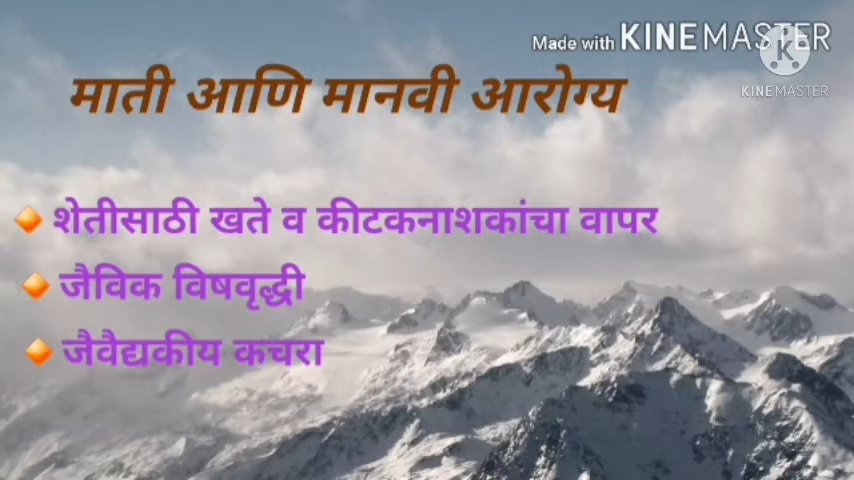 Made with KINEMASTER
KINEMASTER
माती आणि मानवी आरोग्य
शेतीसाठी खते व कीटकनाशकांचा वापर
जैविक विषवृद्धी
जैवैद्यकीय कचरा